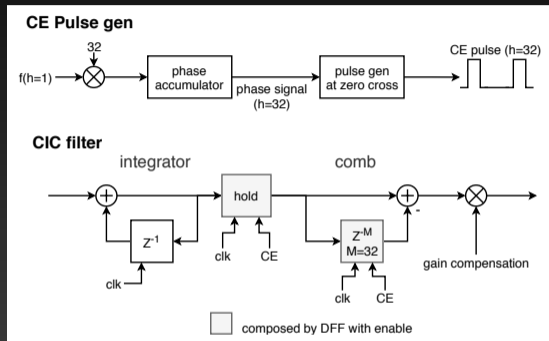 CE Pulse gen
32
f(h=1)
phase
accumulator
phase signal
(h=32)
pulse gen
at zero cross
CE pulse (h=32)
CIC filter
integrator
comb
+
hold
+
-
Z-1
Z-M
M=32
clk
CE
gain compensation
clk
clk
CE
composed by DFF with enable